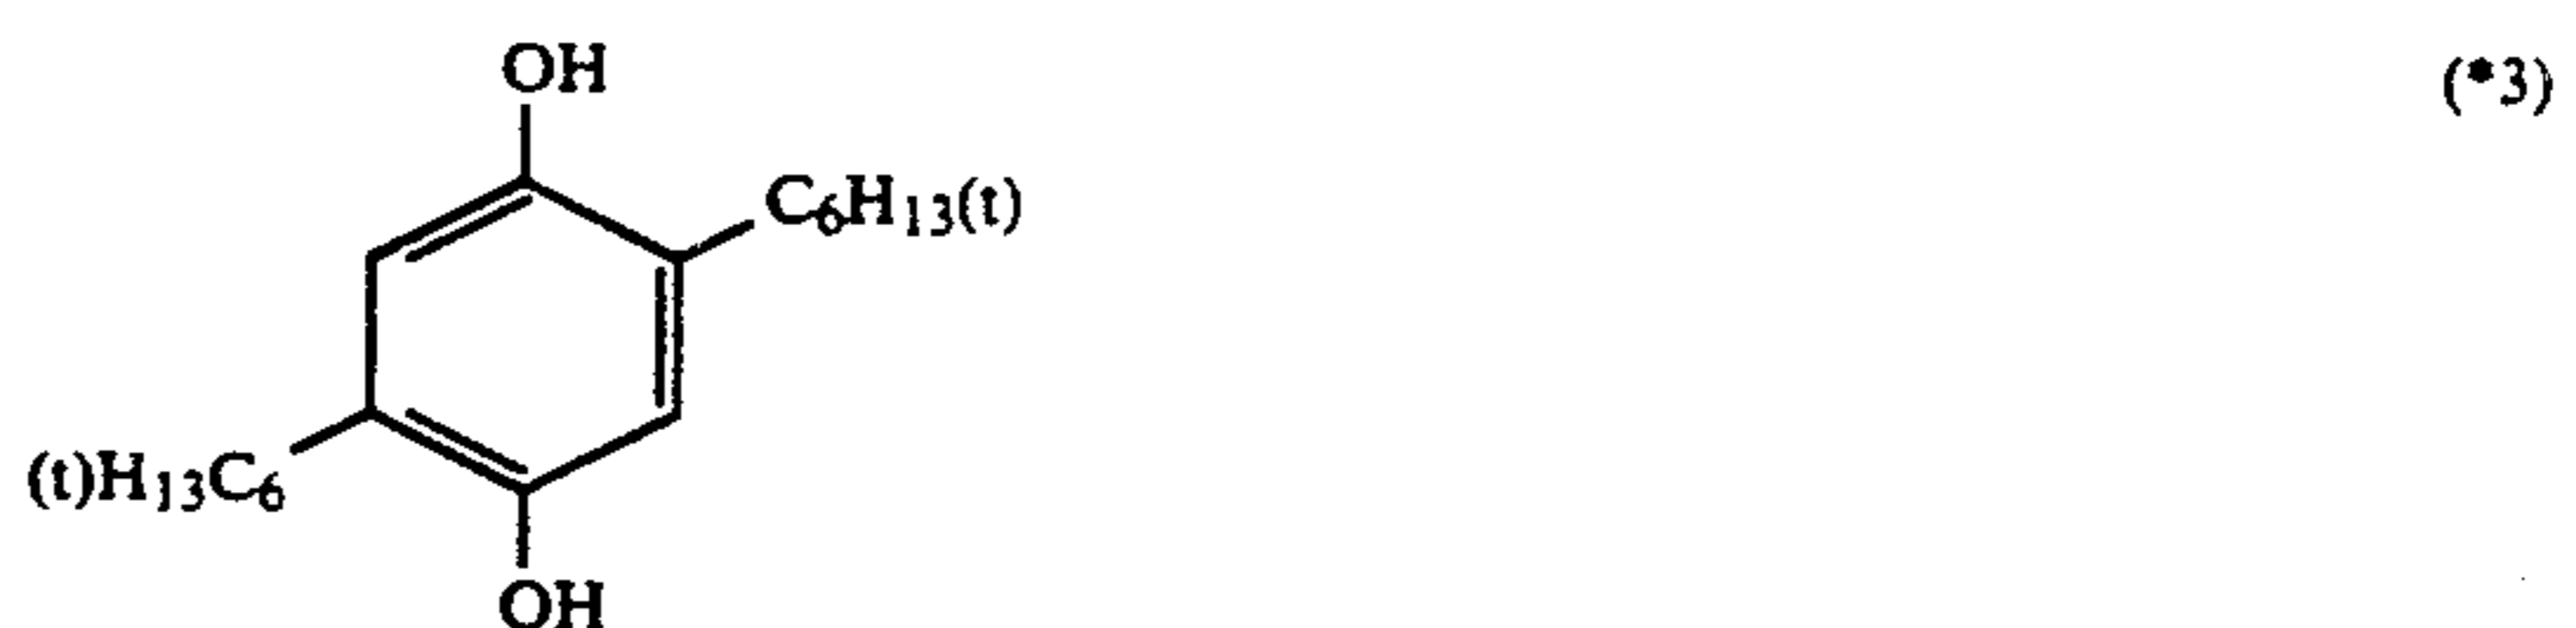 OH
(*3)
C₆H₁₃(t)
(t)H₁₃C₆
OH